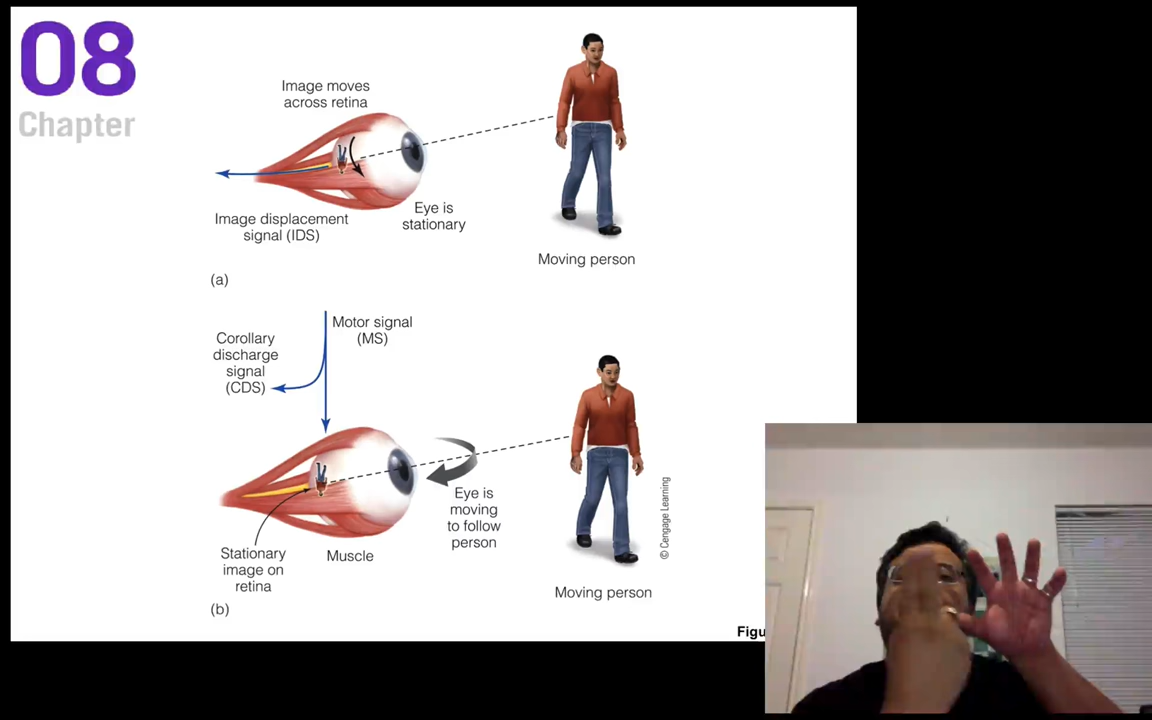 08
Chapter
Image moves
across retina
Image displacement
signal (IDS)
Eye is
stationary
Moving person
(a)
Motor signal
(MS)
Corollary
discharge
signal
(CDS)
Eye is
moving
to follow
person
Stationary
image on
retina
Muscle
Moving person
© Cengage Learning
(b)
Figu